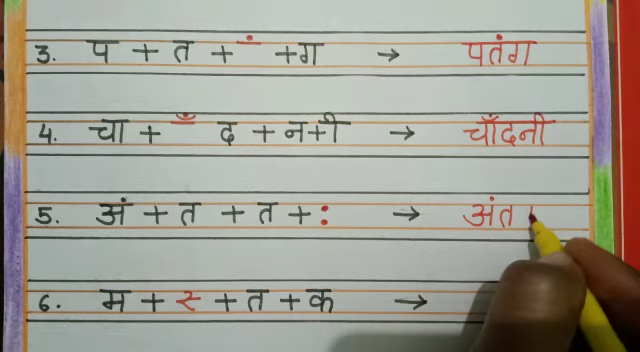 3. प + त + ं + ग → पतंग
4. चा + ँ द + न + ी → चाँदनी
5. अं + त + त + : → अंत
6. म + स् + त + क →